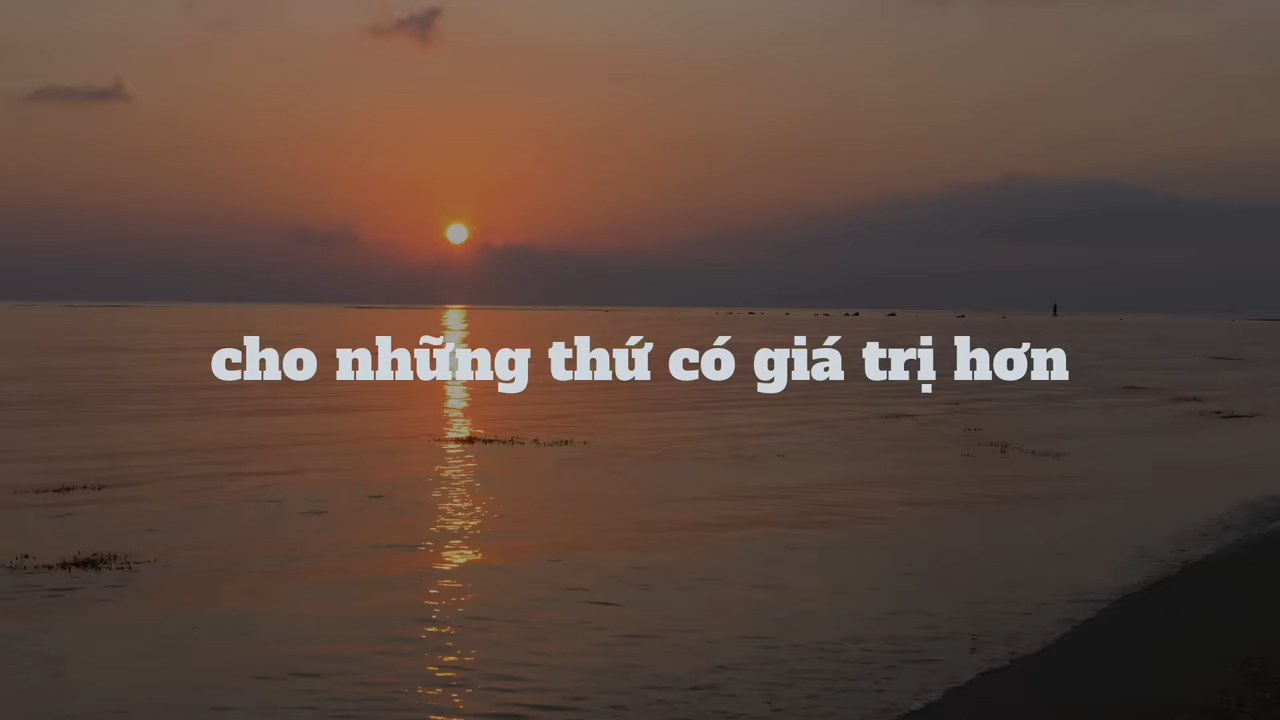 cho những thứ có giá trị hơn